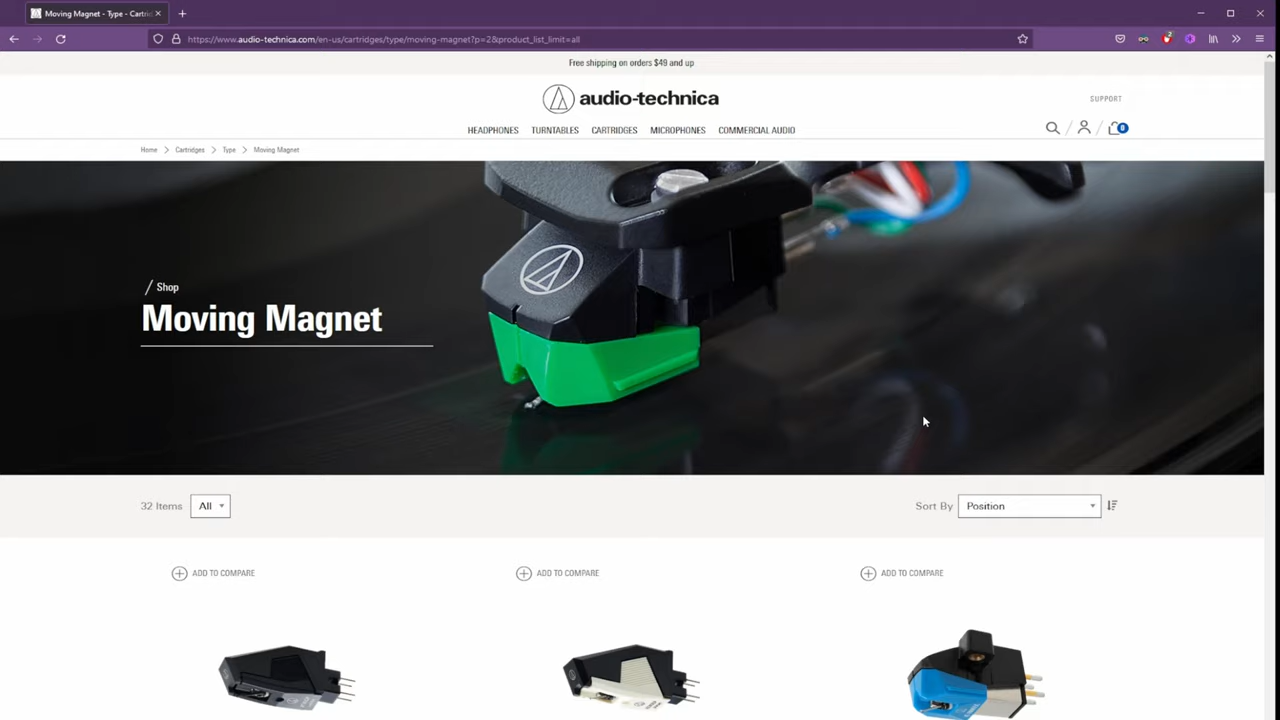 Moving Magnet - Type - Cartrid
https://www.audio-technica.com/en-us/cartridges/type/moving-magnet?p=2&product_list_limit=all
Free shipping on orders $49 and up
audio-technica
SUPPORT
HEADPHONES TURNTABLES CARTRIDGES MICROPHONES COMMERCIAL AUDIO
0
Home > Cartridges > Type > Moving Magnet
/ Shop
Moving Magnet
32 Items All
Sort By Position
ADD TO COMPARE
ADD TO COMPARE
ADD TO COMPARE